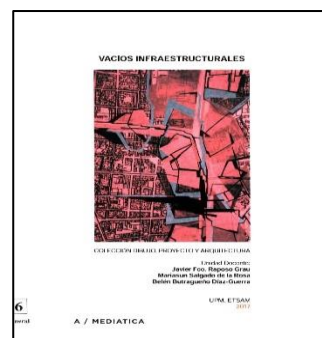 VACÍOS INFRAESTRUCTURALES
COLECCIÓN DIBUJO, PROYECTO Y ARQUITECTURA
Unidad Docente:
Javier Fco. Raposo Grau
Mariasun Salgado de la Rosa
Belén Butragueño Díaz-Guerra
UPM, ETSAM
2017
6
A / MEDIATICA